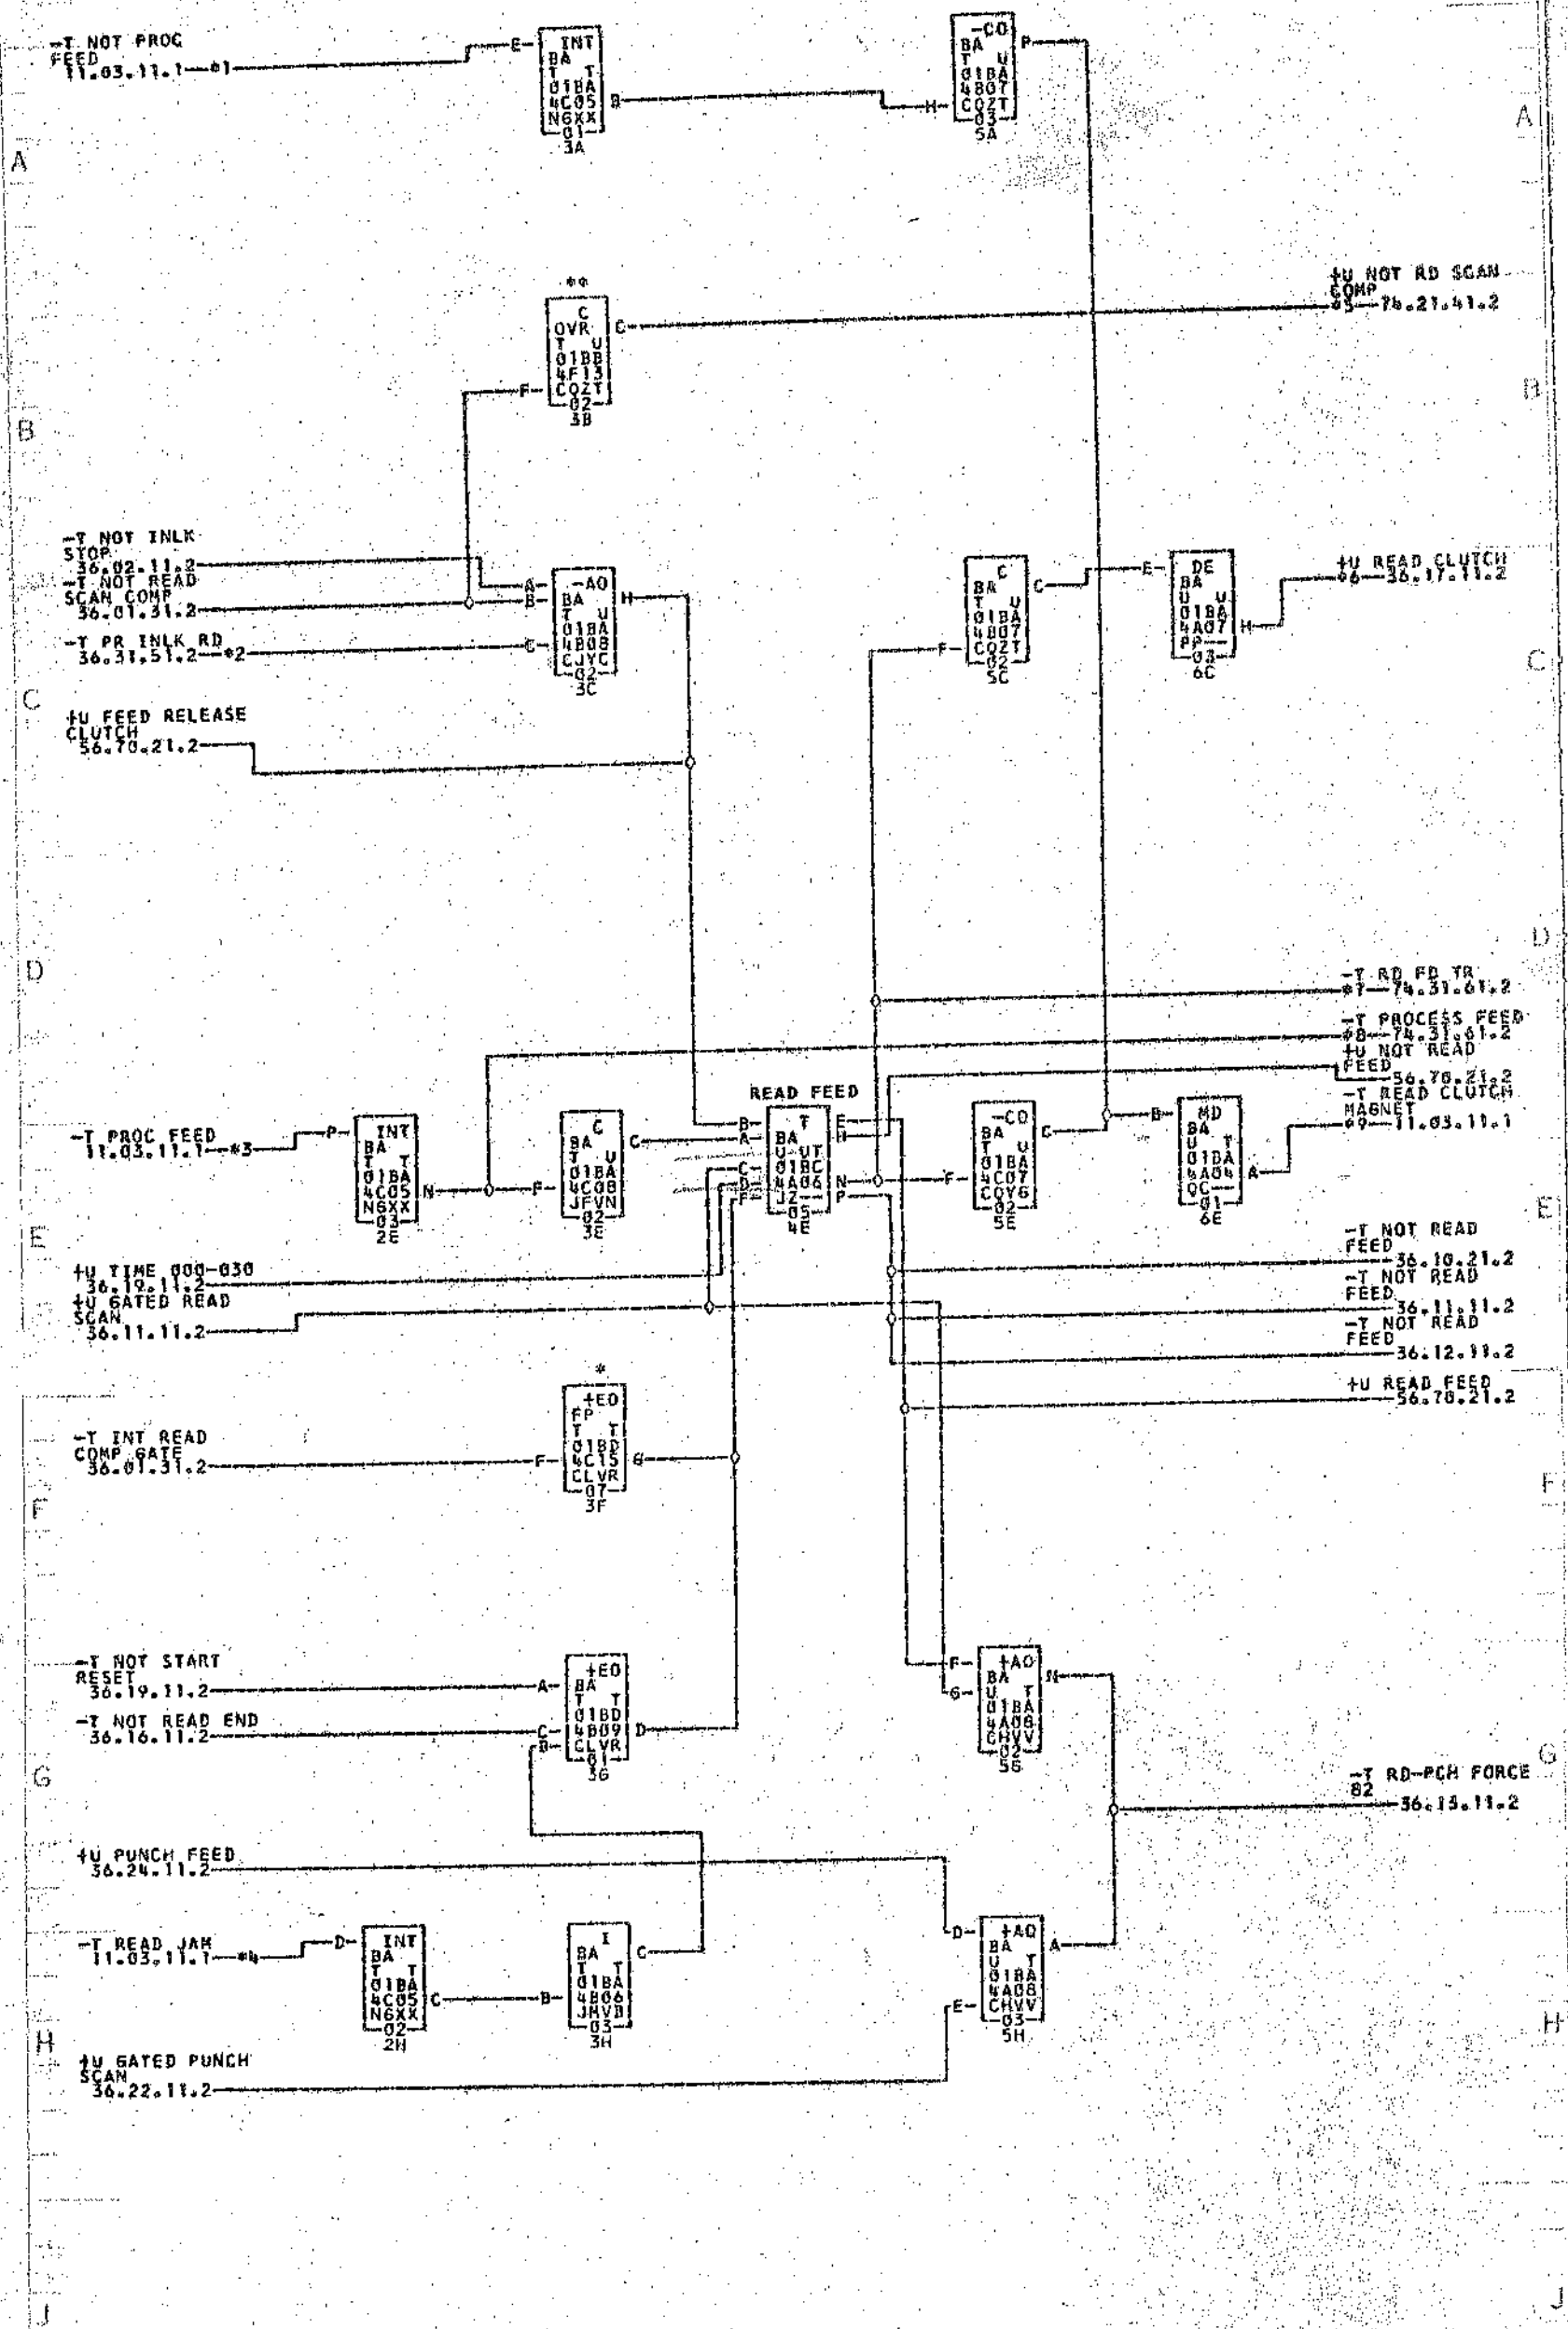 -T NOT PROG
FEED
11.03.11.1—*1
E
INT
BA
T T
01BA
4C05
N6XX
01
3A
B
H
-CO
BA
T U
01BA
4B07
COZT
03
5A
P
A
A
**
C
OVR
T U
01BB
4F13
COZT
02
3B
C
F
+U NOT RD SCAN
COMP
*5—74.21.41.2
B
B
-T NOT INLK
STOP
36.02.11.2
-T NOT READ
SCAN COMP
36.01.31.2
-T PR INLK RD
36.31.51.2—*2
A
B
C
-AO
BA
T U
01BA
4B08
CJYC
02
3C
H
F
C
BA
T U
01BA
4B07
COZT
02
5C
C
E
DE
BA
U U
01BA
4A07
PP--
03
6C
H
+U READ CLUTCH
*6—36.17.11.2
C
C
+U FEED RELEASE
CLUTCH
56.70.21.2
D
D
-T RD FD TR
*7—74.31.61.2
-T PROCESS FEED
*8—74.31.61.2
+U NOT READ
FEED
56.70.21.2
-T READ CLUTCH
MAGNET
*9—11.03.11.1
-T PROC FEED
11.03.11.1—*3
P
INT
BA
T T
01BA
4C05
N6XX
03
2E
N
F
C
BA
T U
01BA
4C08
JFVN
02
3E
C
READ FEED
B
A
C
D
F
T
BA
U UT
01BC
4A06
JZ--
05
4E
E
H
N
P
F
-CO
BA
T U
01BA
4C07
COYG
02
5E
C
B
MD
BA
U T
01BA
4A04
QC--
01
6E
A
E
E
+U TIME 000-030
36.19.11.2
+U GATED READ
SCAN
36.11.11.2
-T NOT READ
FEED
36.10.21.2
-T NOT READ
FEED
36.11.11.2
-T NOT READ
FEED
36.12.11.2
+U READ FEED
56.70.21.2
-T INT READ
COMP GATE
36.01.31.2
F
*
+EO
FP
T T
01BD
4C15
CLVR
07
3F
G
F
F
-T NOT START
RESET
36.19.11.2
-T NOT READ END
36.16.11.2
A
C
B
+EO
BA
T T
01BD
4B09
CLVR
01
3G
D
F
G
+AO
BA
U T
01BA
4A08
CHVV
02
5G
N
G
G
-T RD-PCH FORCE
82
36.13.11.2
+U PUNCH FEED
36.24.11.2
-T READ JAM
11.03.11.1—*4
D
INT
BA
T T
01BA
4C05
N6XX
02
2H
C
B
I
BA
T T
01BA
4B06
JMVB
03
3H
C
D
E
+AO
BA
U T
01BA
4A08
CHVV
03
5H
A
H
H
+U GATED PUNCH
SCAN
36.22.11.2
J
J